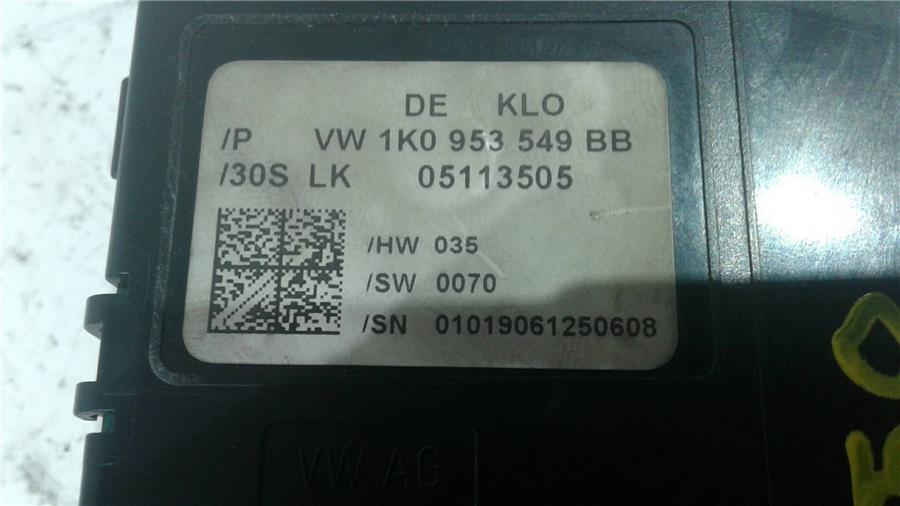 DE KLO
/P VW 1K0 953 549 BB
/30S LK 05113505
/HW 035
/SW 0070
/SN 01019061250608
VW AG